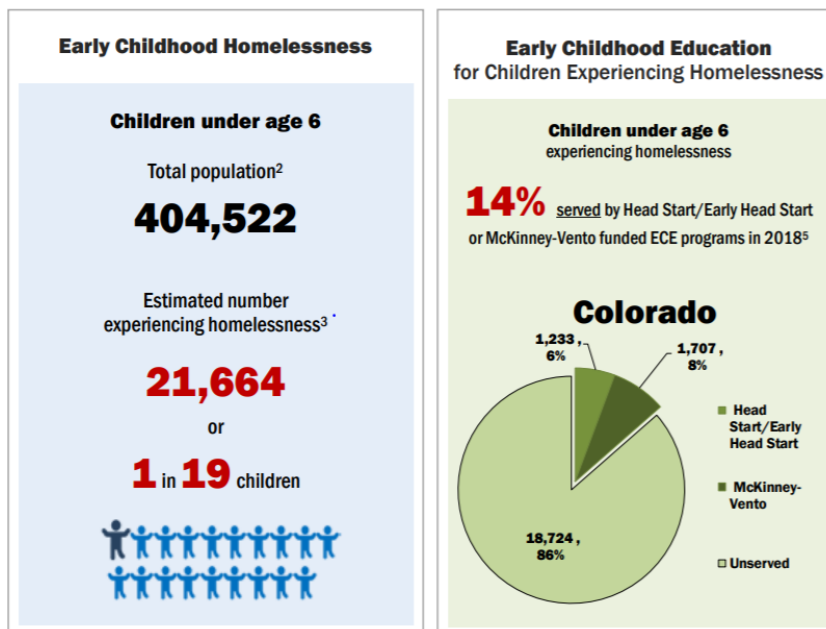 Early Childhood Homelessness
Children under age 6
Total population²
404,522
Estimated number
experiencing homelessness³
21,664
or
1 in 19 children
Early Childhood Education
for Children Experiencing Homelessness
Children under age 6
experiencing homelessness
14% served by Head Start/Early Head Start
or McKinney-Vento funded ECE programs in 2018⁵
Colorado
1,233 ,
6%
1,707 ,
8%
18,724 ,
86%
Head
Start/Early
Head Start
McKinney-
Vento
Unserved